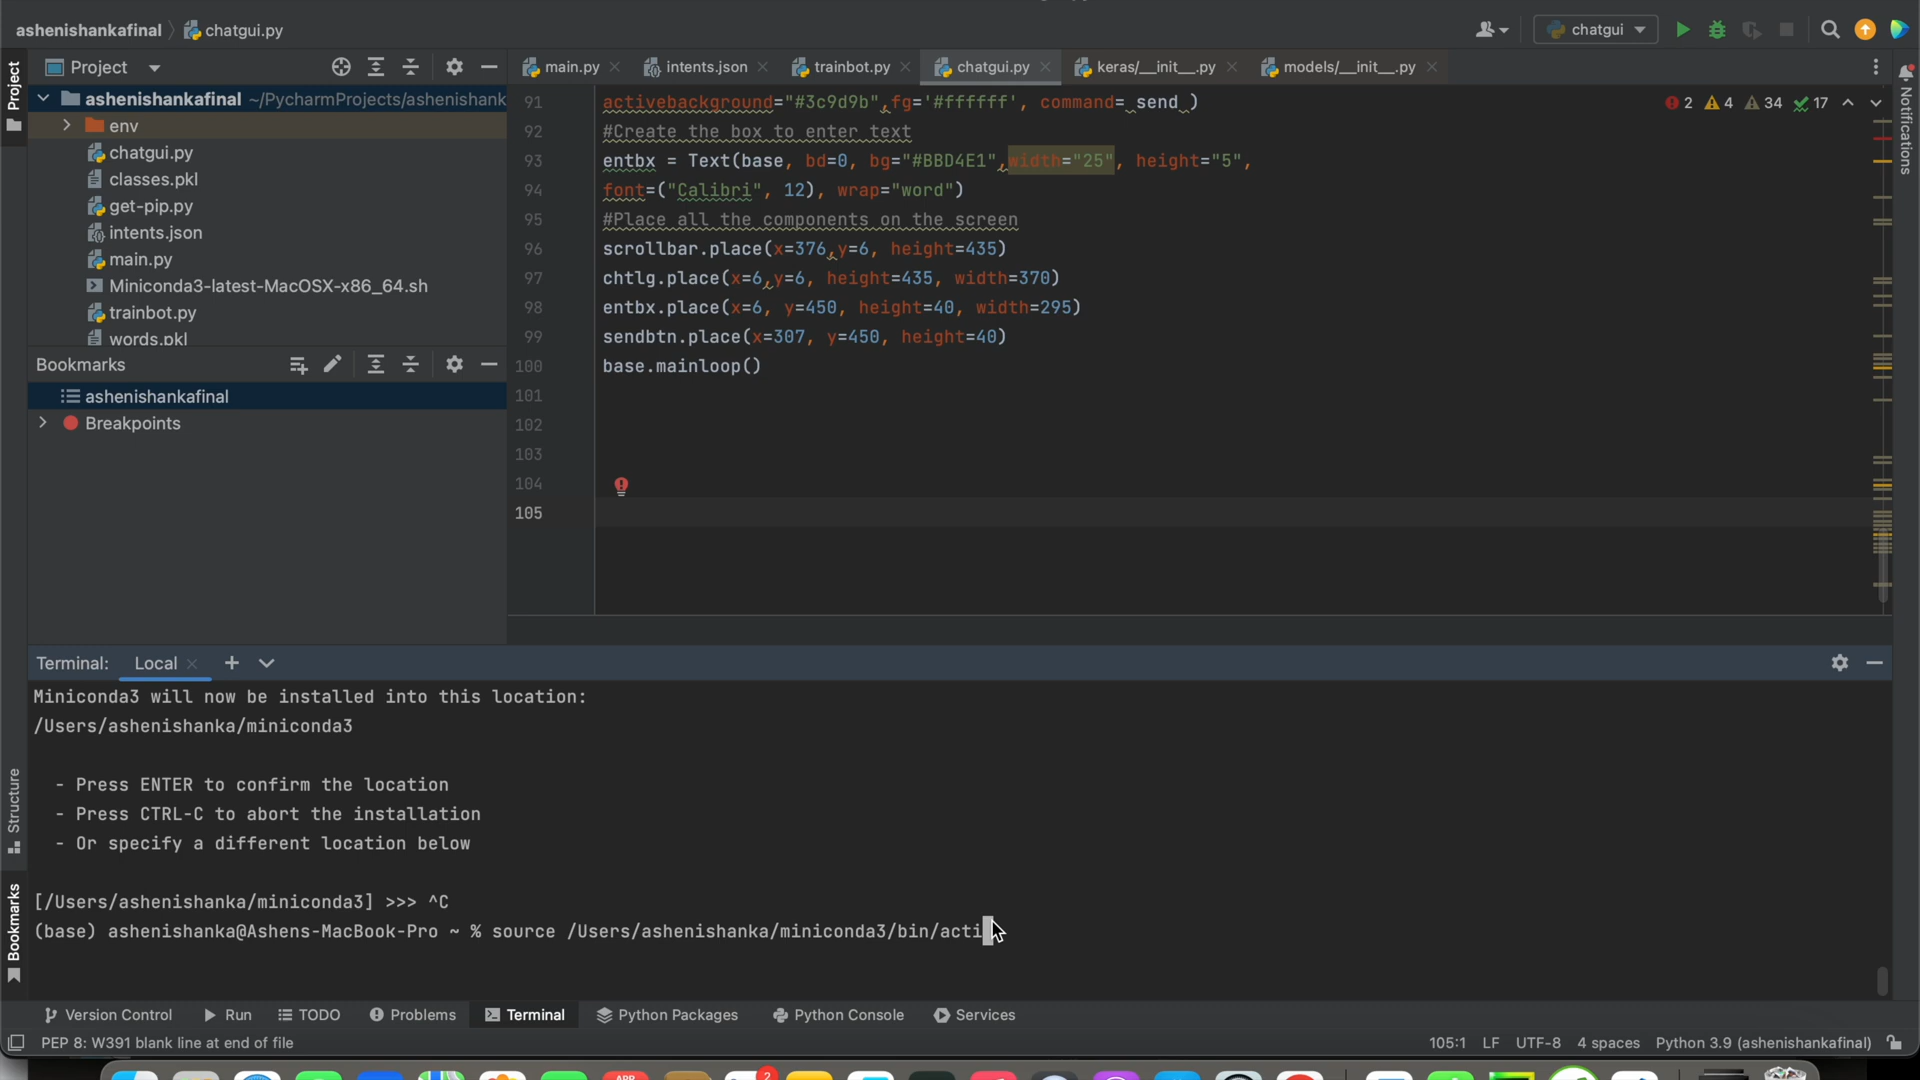 ashenishankafinal
chatgui.py
chatgui
Project
main.py
intents.json
trainbot.py
chatgui.py
keras/__init__.py
models/__init__.py
Project
Notifications
ashenishankafinal ~/PycharmProjects/ashenishank
env
chatgui.py
classes.pkl
get-pip.py
intents.json
main.py
Miniconda3-latest-MacOSX-x86_64.sh
trainbot.py
words.pkl
Bookmarks
ashenishankafinal
Breakpoints
2 4 34 17
91 activebackground="#3c9d9b",fg='#ffffff', command= send )
92 #Create the box to enter text
93 entbx = Text(base, bd=0, bg="#BBD4E1",width="25", height="5",
94 font=("Calibri", 12), wrap="word")
95 #Place all the components on the screen
96 scrollbar.place(x=376,y=6, height=435)
97 chtlg.place(x=6,y=6, height=435, width=370)
98 entbx.place(x=6, y=450, height=40, width=295)
99 sendbtn.place(x=307, y=450, height=40)
100 base.mainloop()
101
102
103
104
105
Terminal: Local
Miniconda3 will now be installed into this location:
/Users/ashenishanka/miniconda3
- Press ENTER to confirm the location
- Press CTRL-C to abort the installation
- Or specify a different location below
[/Users/ashenishanka/miniconda3] >>> ^C
(base) ashenishanka@Ashens-MacBook-Pro ~ % source /Users/ashenishanka/miniconda3/bin/acti
Structure
Bookmarks
Version Control
Run
TODO
Problems
Terminal
Python Packages
Python Console
Services
PEP 8: W391 blank line at end of file
105:1 LF UTF-8 4 spaces Python 3.9 (ashenishankafinal)
APR
2